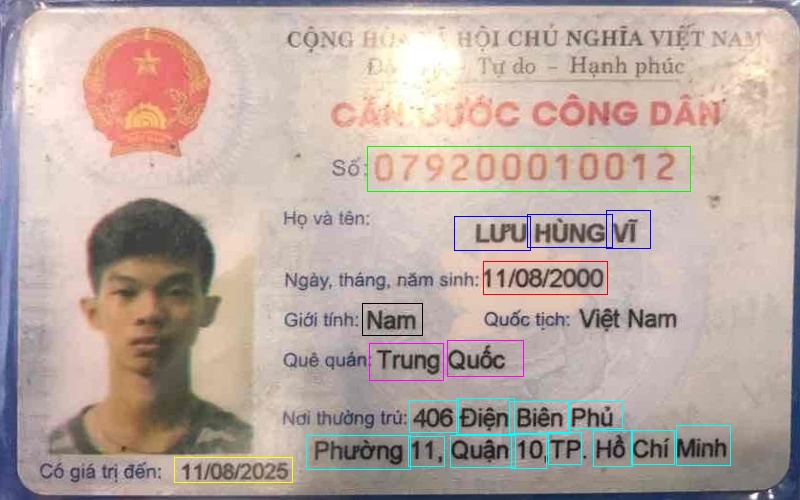 CỘNG HÒA XÃ HỘI CHỦ NGHĨA VIỆT NAM
Tự do – Hạnh phúc
CĂN CƯỚC CÔNG DÂN
Số: 079200010012
Họ và tên:
LƯU HÙNG VĨ
Ngày, tháng, năm sinh: 11/08/2000
Giới tính: Nam Quốc tịch: Việt Nam
Quê quán: Trung Quốc
Nơi thường trú: 406 Điện Biên Phủ
Phường 11, Quận 10, TP. Hồ Chí Minh
Có giá trị đến: 11/08/2025